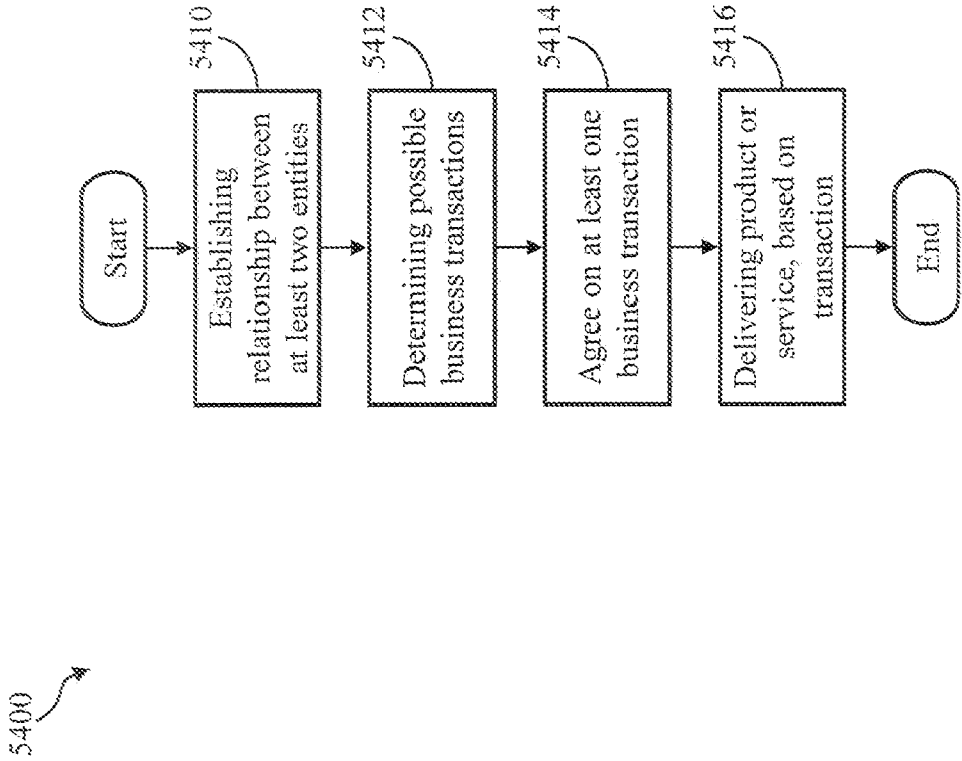 5400
Start
Establishing
relationship between
at least two entities
5410
Determining possible
business transactions
5412
Agree on at least one
business transaction
5414
Delivering product or
service, based on
transaction
5416
End